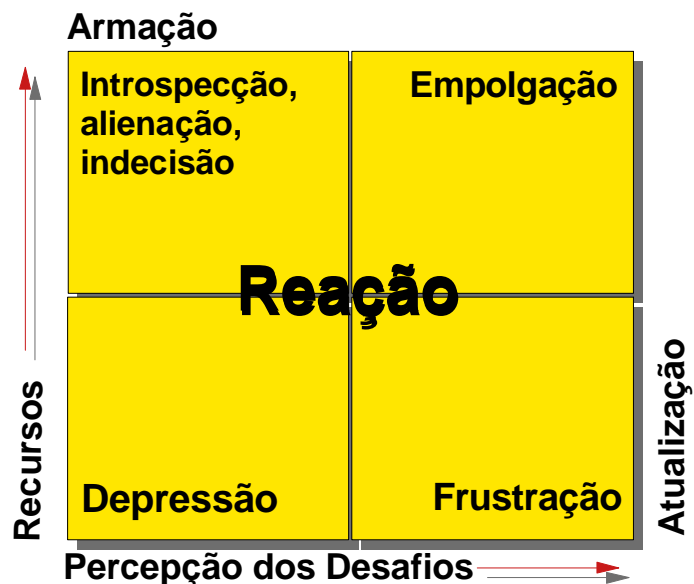 Armação
Introspecção,
alienação,
indecisão
Empolgação
Reação
Recursos
Atualização
Depressão
Frustração
Percepção dos Desafios